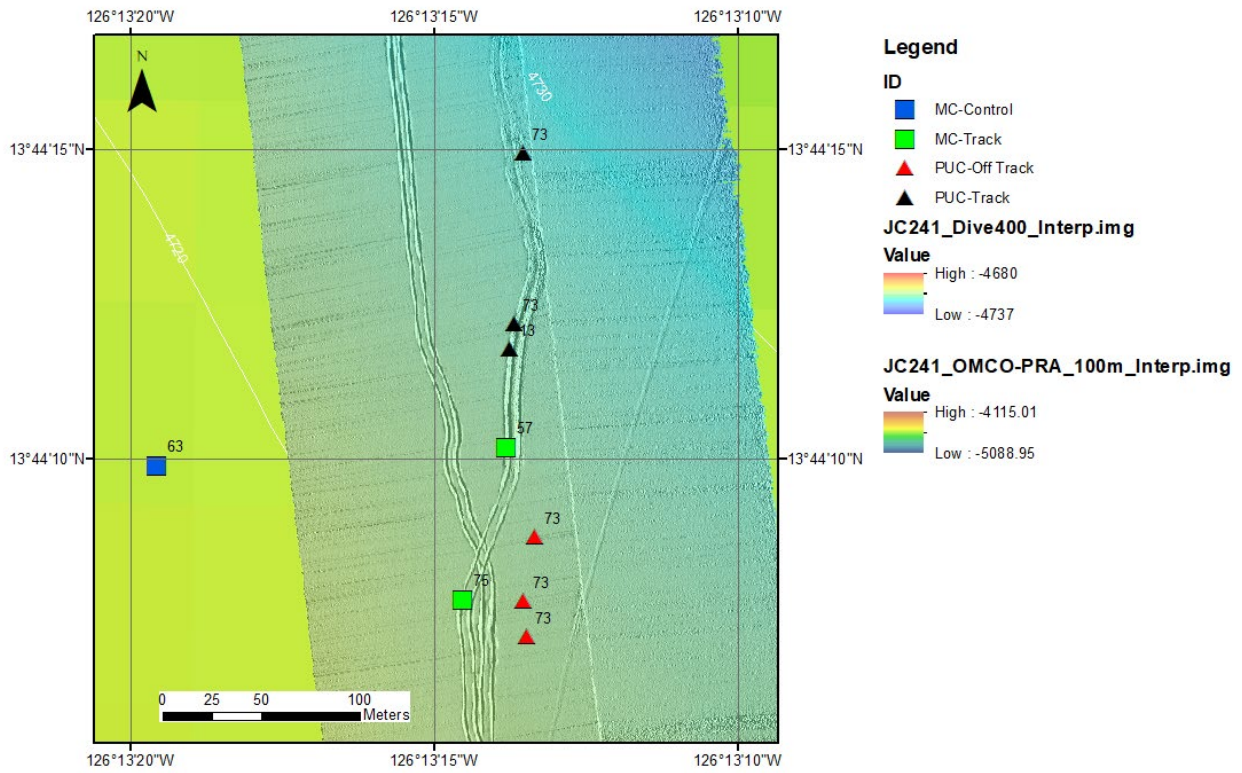 126°13'20"W
126°13'15"W
126°13'10"W
N
4730
73
13°44'15"N
13°44'15"N
4720
73
13
57
63
13°44'10"N
13°44'10"N
73
75
73
73
0 25 50 100
Meters
126°13'20"W
126°13'15"W
126°13'10"W
Legend
ID
MC-Control
MC-Track
PUC-Off Track
PUC-Track
JC241_Dive400_Interp.img
Value
High : -4680
Low : -4737
JC241_OMCO-PRA_100m_Interp.img
Value
High : -4115.01
Low : -5088.95